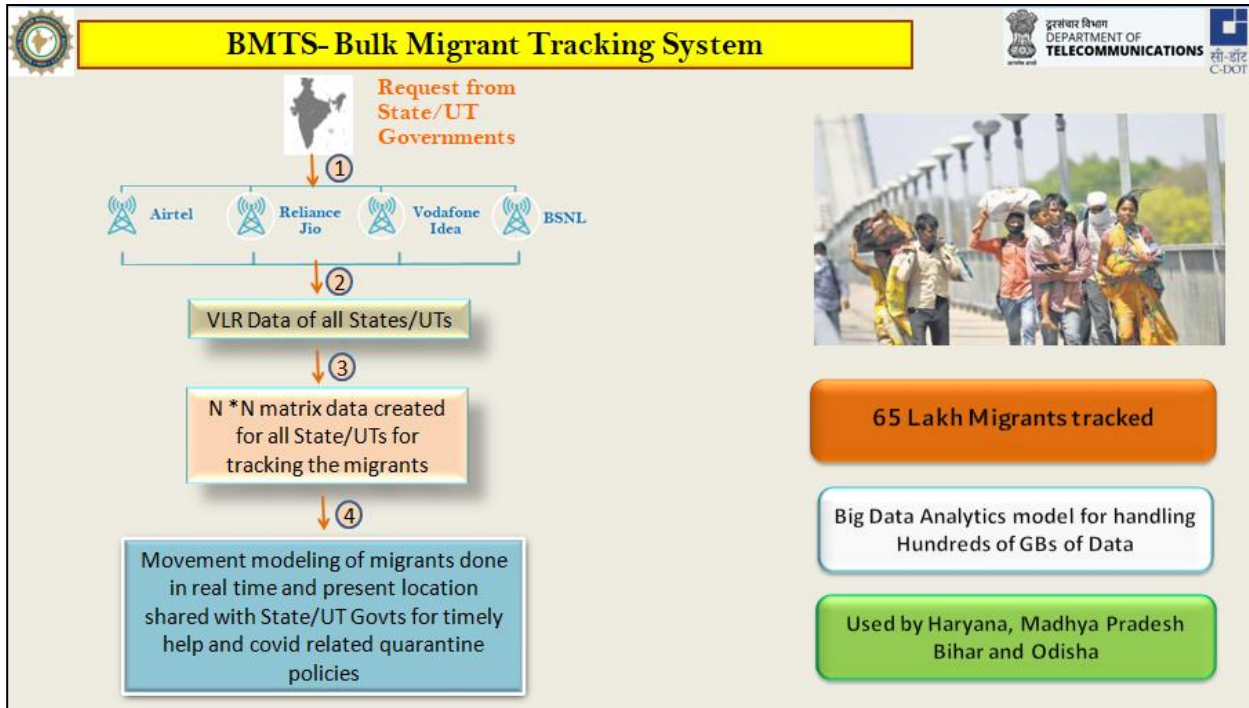 BMTS- Bulk Migrant Tracking System
दूरसंचार विभाग
DEPARTMENT OF
TELECOMMUNICATIONS
सी-डॉट
C-DOT
Request from
State/UT
Governments
1
Airtel
Reliance
Jio
Vodafone
Idea
BSNL
2
VLR Data of all States/UTs
3
N *N matrix data created
for all State/UTs for
tracking the migrants
4
Movement modeling of migrants done
in real time and present location
shared with State/UT Govts for timely
help and covid related quarantine
policies
65 Lakh Migrants tracked
Big Data Analytics model for handling
Hundreds of GBs of Data
Used by Haryana, Madhya Pradesh
Bihar and Odisha